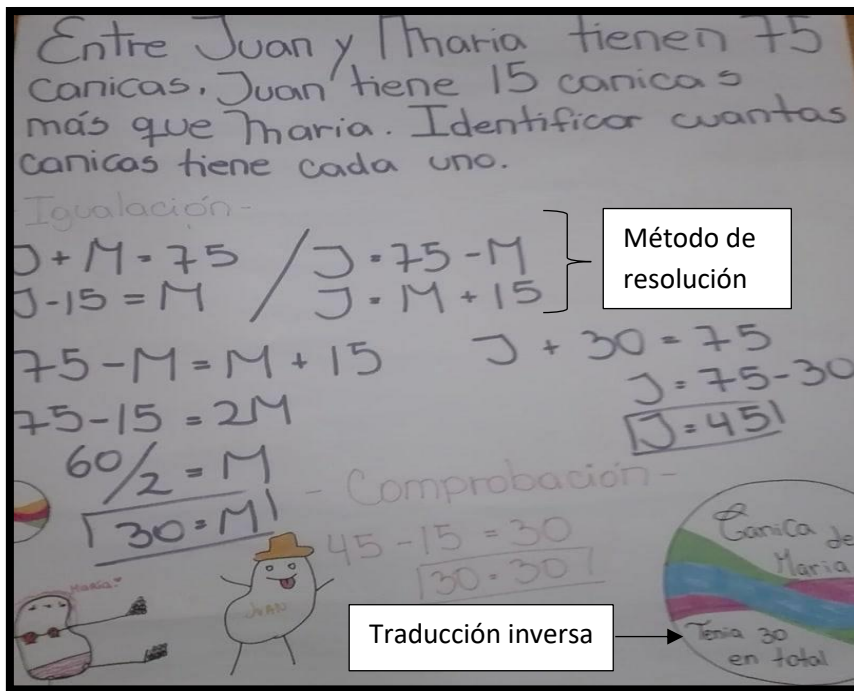 Entre Juan y Maria tienen 75
canicas. Juan tiene 15 canicas
más que Maria. Identificar cuantas
canicas tiene cada uno.
- Igualación -
J + M = 75 / J = 75 - M
J - 15 = M / J = M + 15
Método de
resolución
75 - M = M + 15
75 - 15 = 2M
60/2 = M
30 = M
J + 30 = 75
J = 75 - 30
J = 45
- Comprobación -
45 - 15 = 30
30 = 30
Maria
JUAN
Canica de
Maria
Tenia 30
en total
Traducción inversa